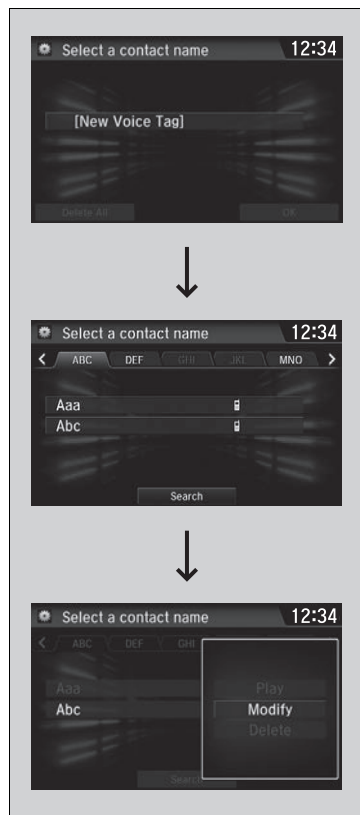 Select a contact name 12:34
[New Voice Tag]
Delete All OK
Select a contact name 12:34
< ABC DEF GHI JKL MNO >
Aaa
Abc
Search
Select a contact name 12:34
< ABC DEF GHI
Aaa Play
Abc Modify
Delete
Search